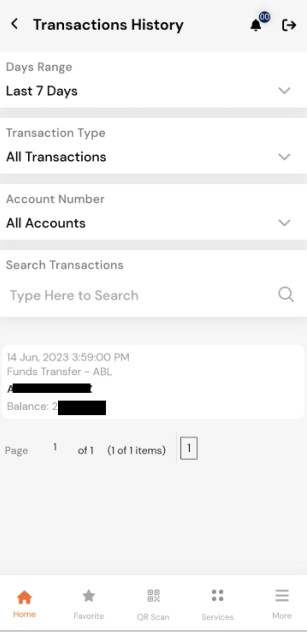 Transactions History
00
Days Range
Last 7 Days
Transaction Type
All Transactions
Account Number
All Accounts
Search Transactions
Type Here to Search
14 Jun, 2023 3:59:00 PM
Funds Transfer - ABL
Balance: 2
Page 1 of 1 (1 of 1 items) 1
Home Favorite QR Scan Services More